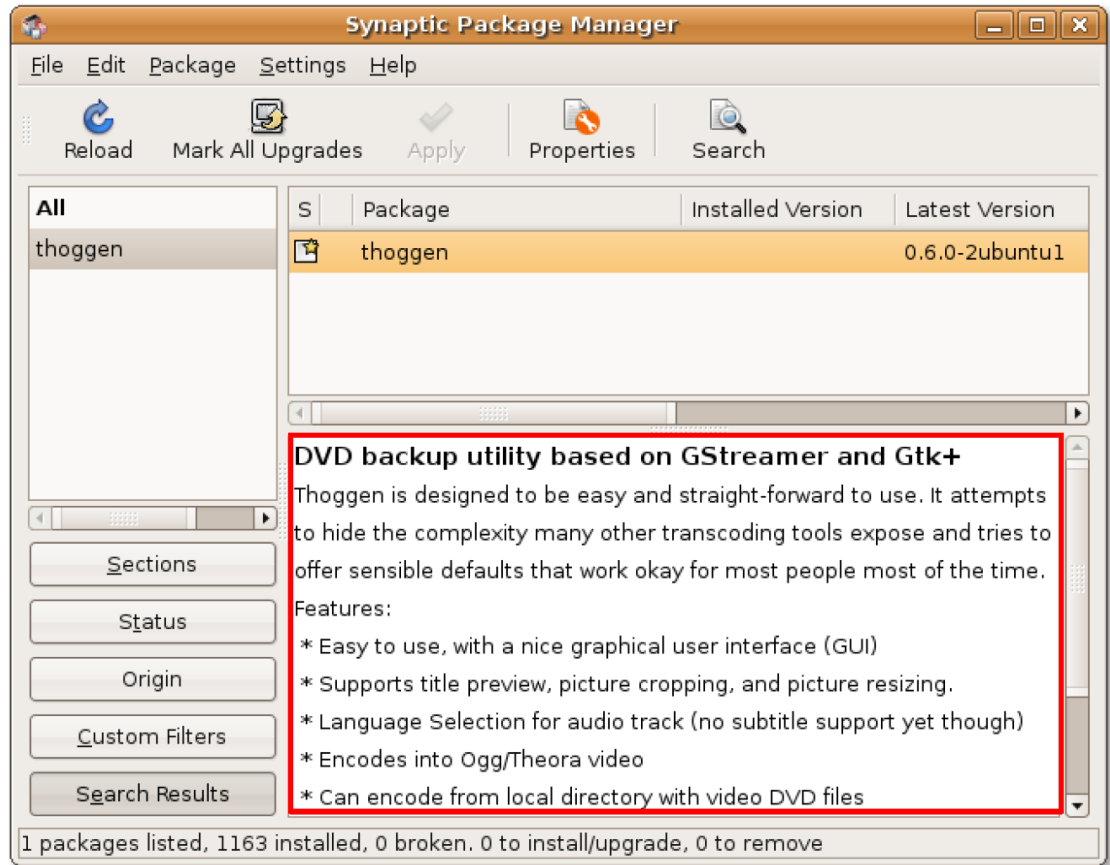 Synaptic Package Manager
File Edit Package Settings Help
Reload Mark All Upgrades Apply Properties Search
All
thoggen
S Package Installed Version Latest Version
thoggen 0.6.0-2ubuntu1
DVD backup utility based on GStreamer and Gtk+
Thoggen is designed to be easy and straight-forward to use. It attempts
to hide the complexity many other transcoding tools expose and tries to
offer sensible defaults that work okay for most people most of the time.
Features:
* Easy to use, with a nice graphical user interface (GUI)
* Supports title preview, picture cropping, and picture resizing.
* Language Selection for audio track (no subtitle support yet though)
* Encodes into Ogg/Theora video
* Can encode from local directory with video DVD files
Sections
Status
Origin
Custom Filters
Search Results
1 packages listed, 1163 installed, 0 broken. 0 to install/upgrade, 0 to remove